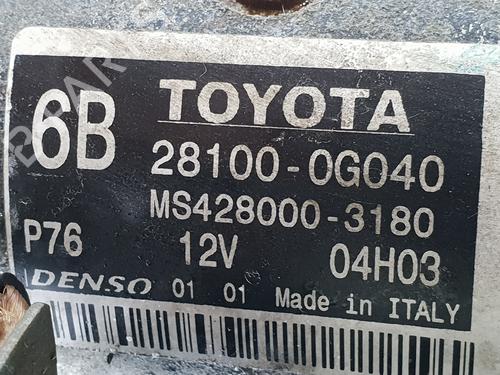 6B TOYOTA
28100-0G040
MS428000-3180
P76 12V 04H03
DENSO 01 01 Made in ITALY